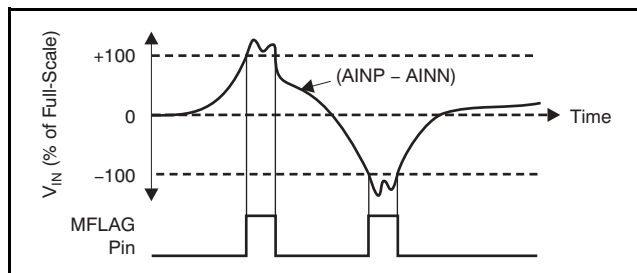 +100
(AINP − AINN)
0
Time
−100
V_IN (% of Full-Scale)
MFLAG
Pin